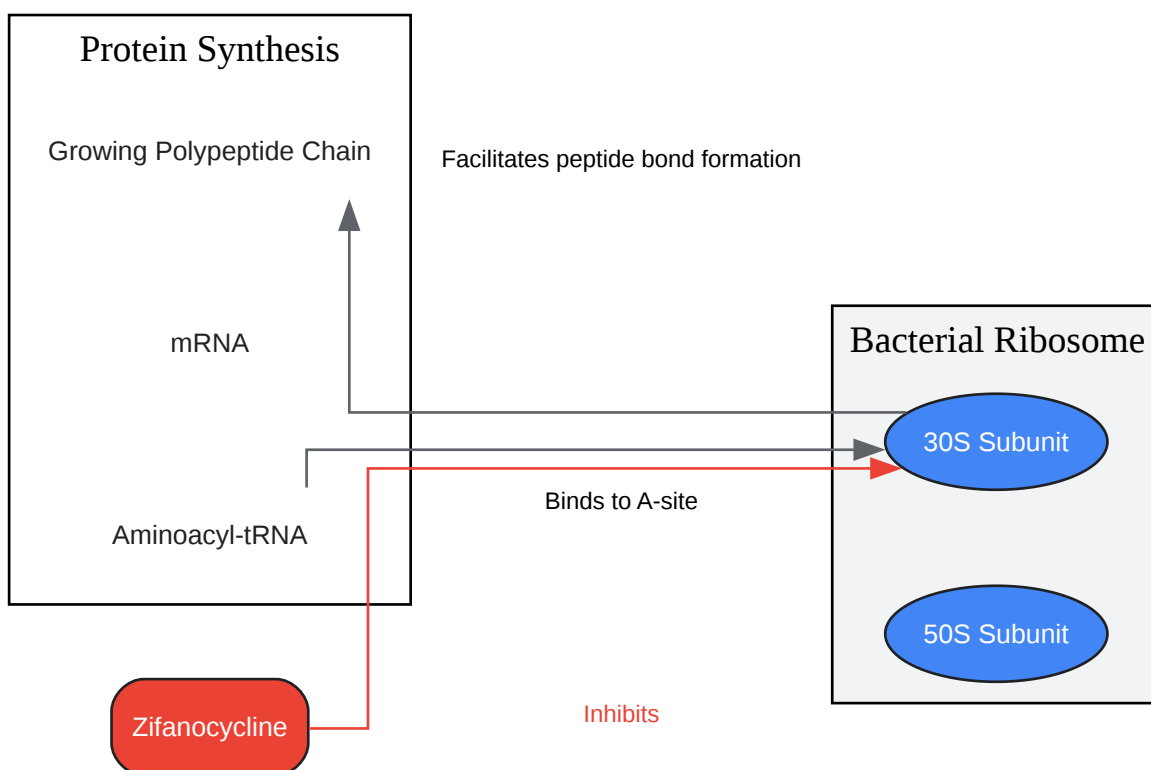 Protein Synthesis
Growing Polypeptide Chain
Facilitates peptide bond formation
mRNA
Bacterial Ribosome
30S Subunit
Binds to A-site
Aminoacyl-tRNA
50S Subunit
Zifanocycline
Inhibits